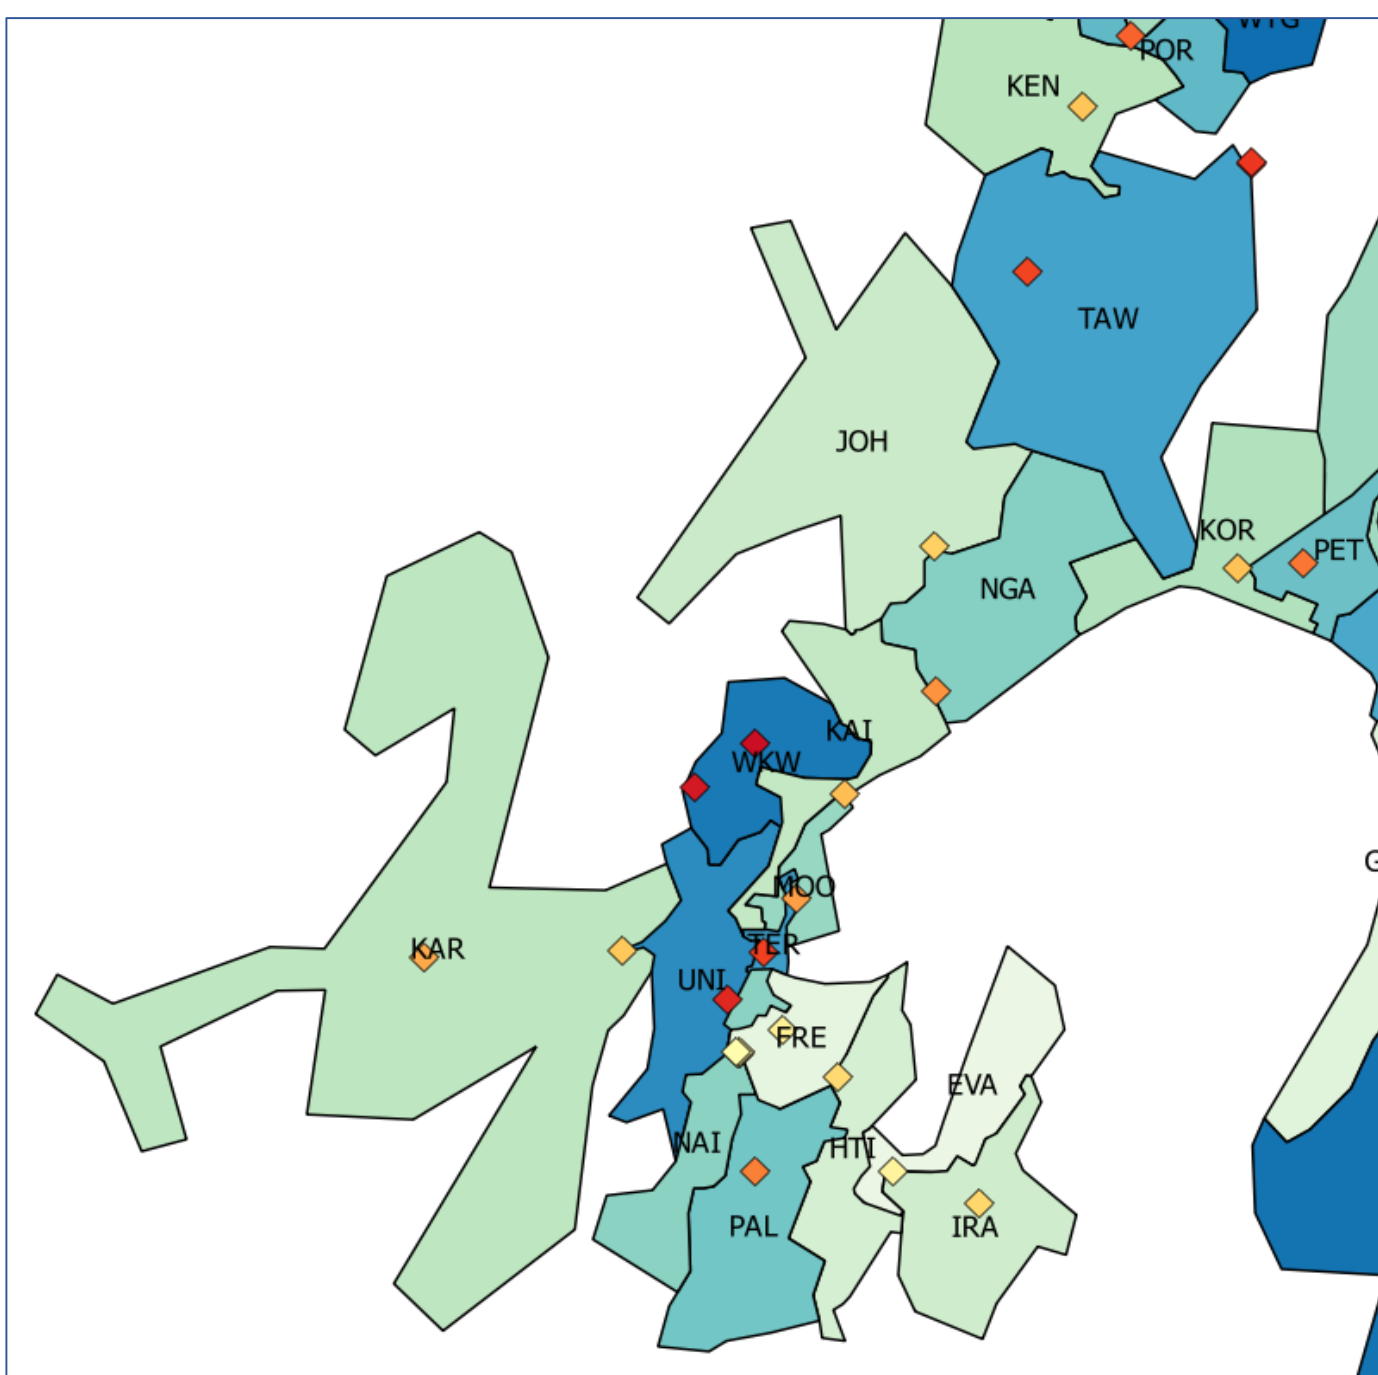 WTG
POR
KEN
TAW
JOH
KOR
PET
NGA
KAI
WKW
G
MOO
TER
KAR
UNI
FRE
EVA
NAI
HTI
PAL
IRA